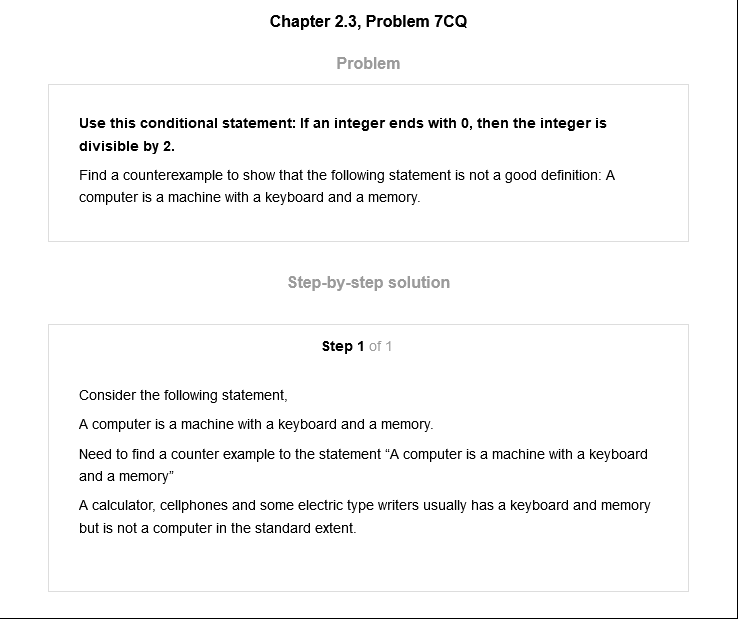 Chapter 2.3, Problem 7CQ
Problem
Use this conditional statement: If an integer ends with 0, then the integer is
divisible by 2.
Find a counterexample to show that the following statement is not a good definition: A
computer is a machine with a keyboard and a memory.
Step-by-step solution
Step 1 of 1
Consider the following statement,
A computer is a machine with a keyboard and a memory.
Need to find a counter example to the statement “A computer is a machine with a keyboard
and a memory”
A calculator, cellphones and some electric type writers usually has a keyboard and memory
but is not a computer in the standard extent.